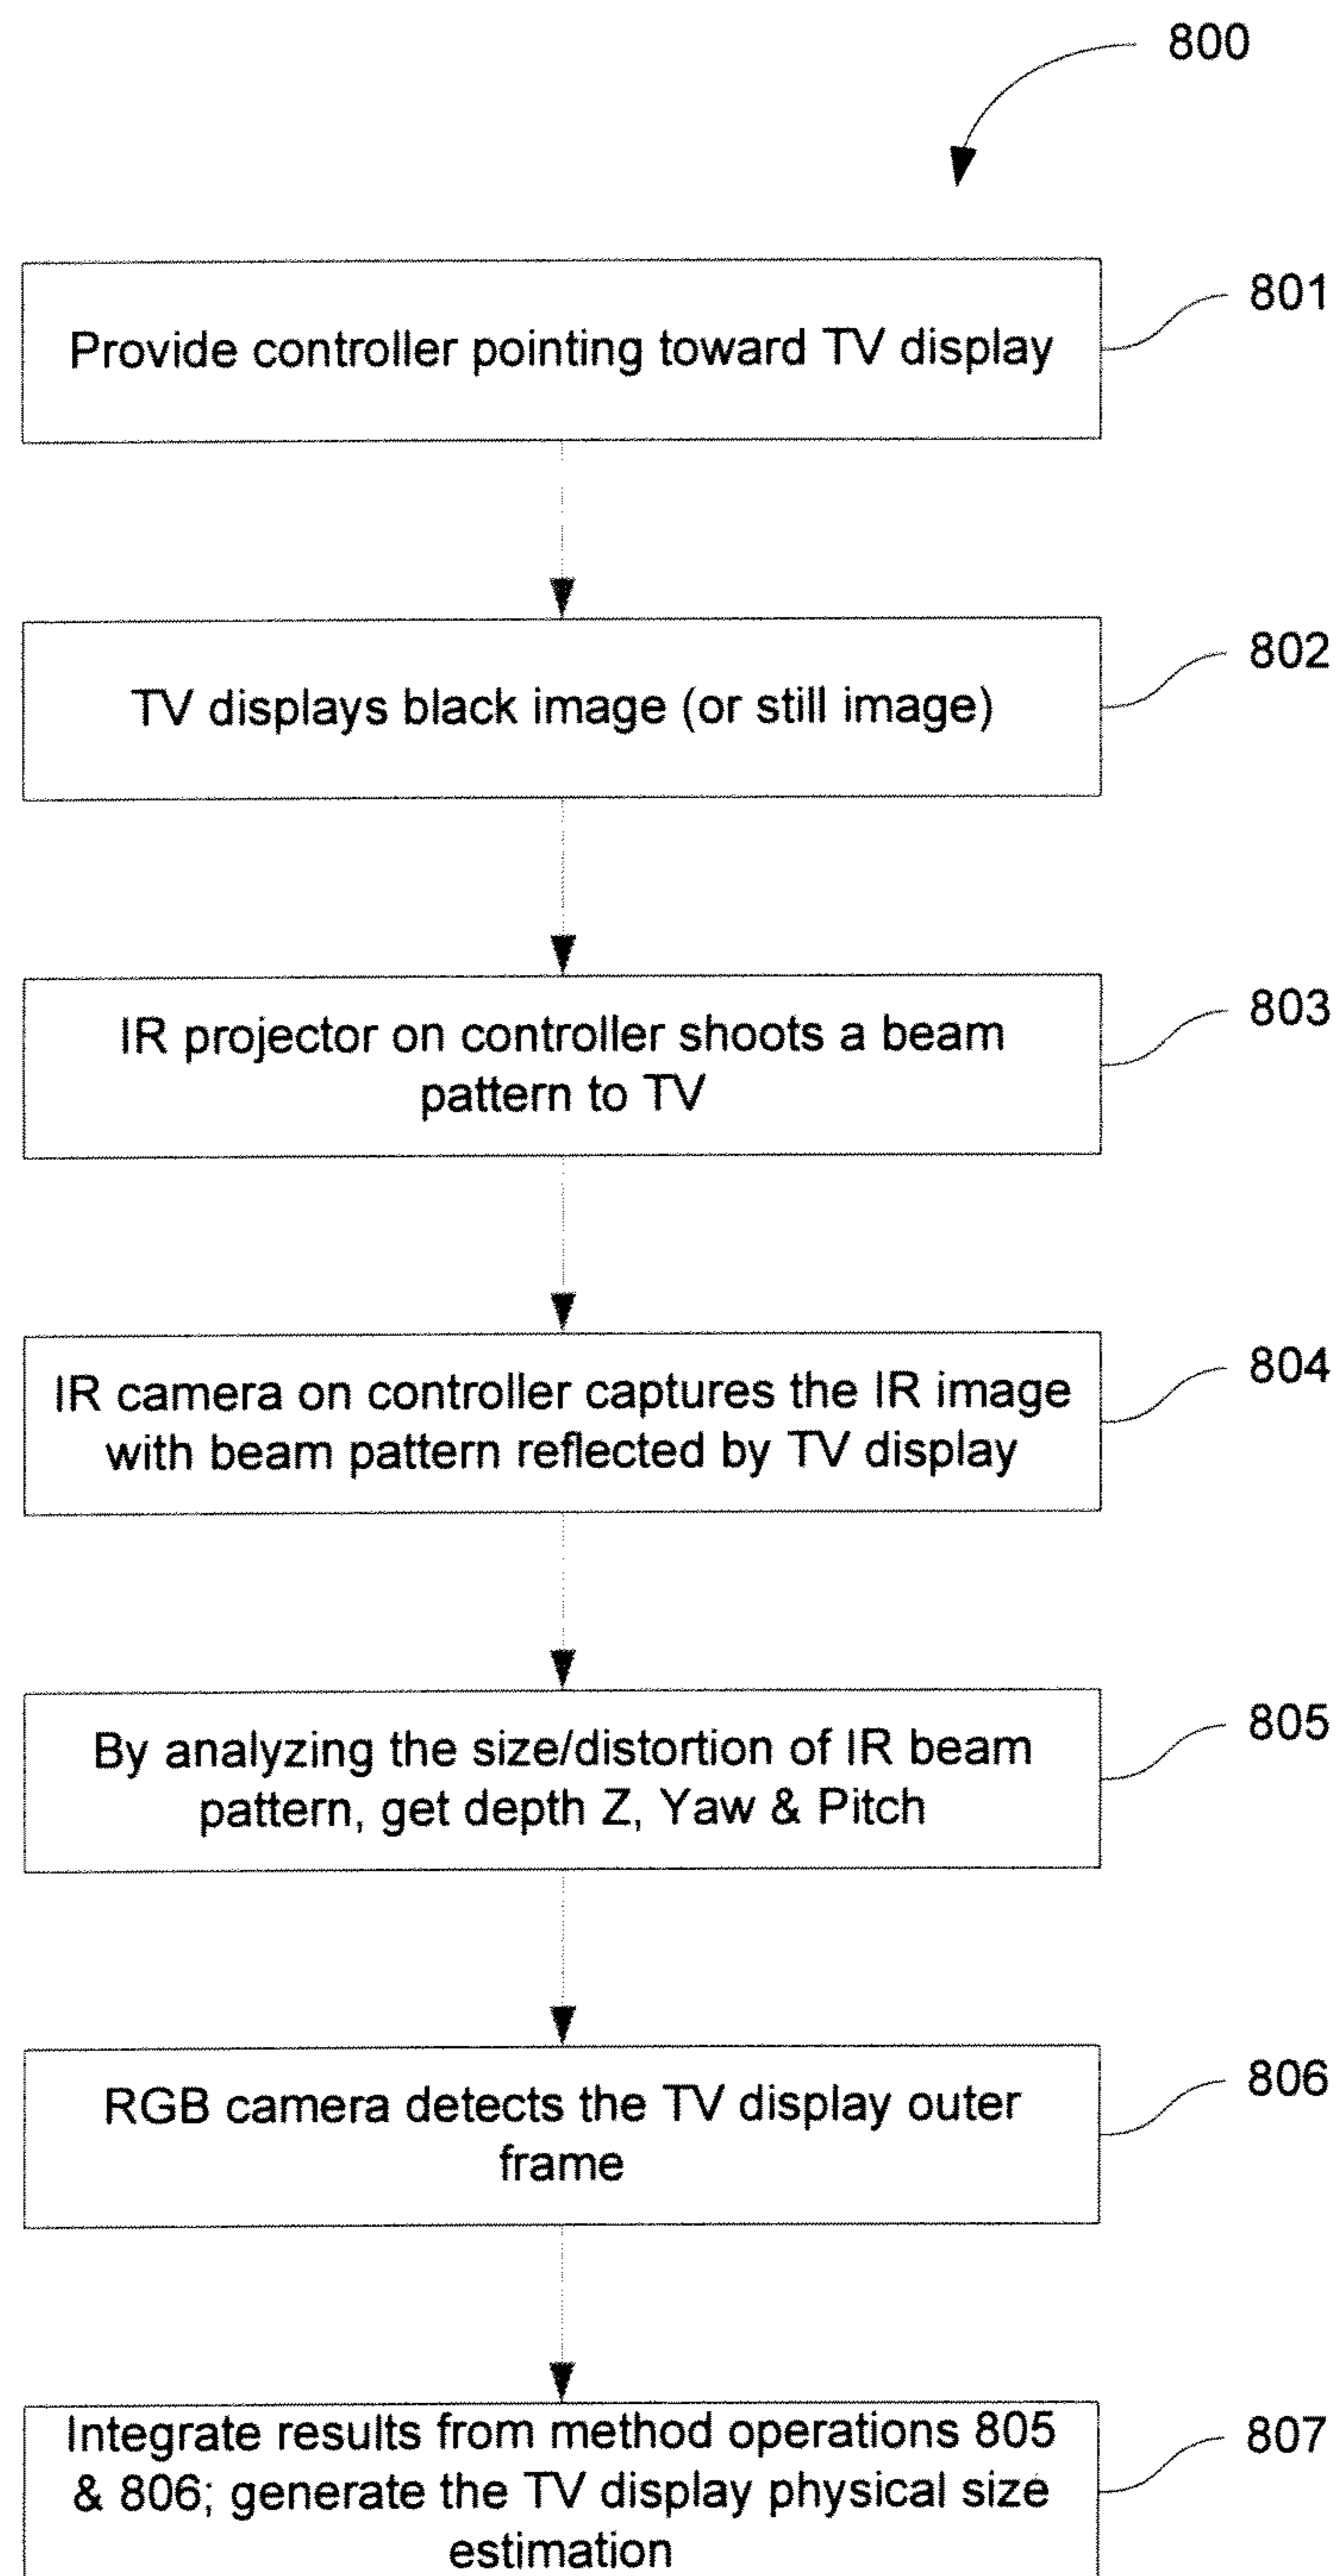 800
801
Provide controller pointing toward TV display
802
TV displays black image (or still image)
803
IR projector on controller shoots a beam
pattern to TV
804
IR camera on controller captures the IR image
with beam pattern reflected by TV display
805
By analyzing the size/distortion of IR beam
pattern, get depth Z, Yaw & Pitch
806
RGB camera detects the TV display outer
frame
807
Integrate results from method operations 805
& 806; generate the TV display physical size
estimation